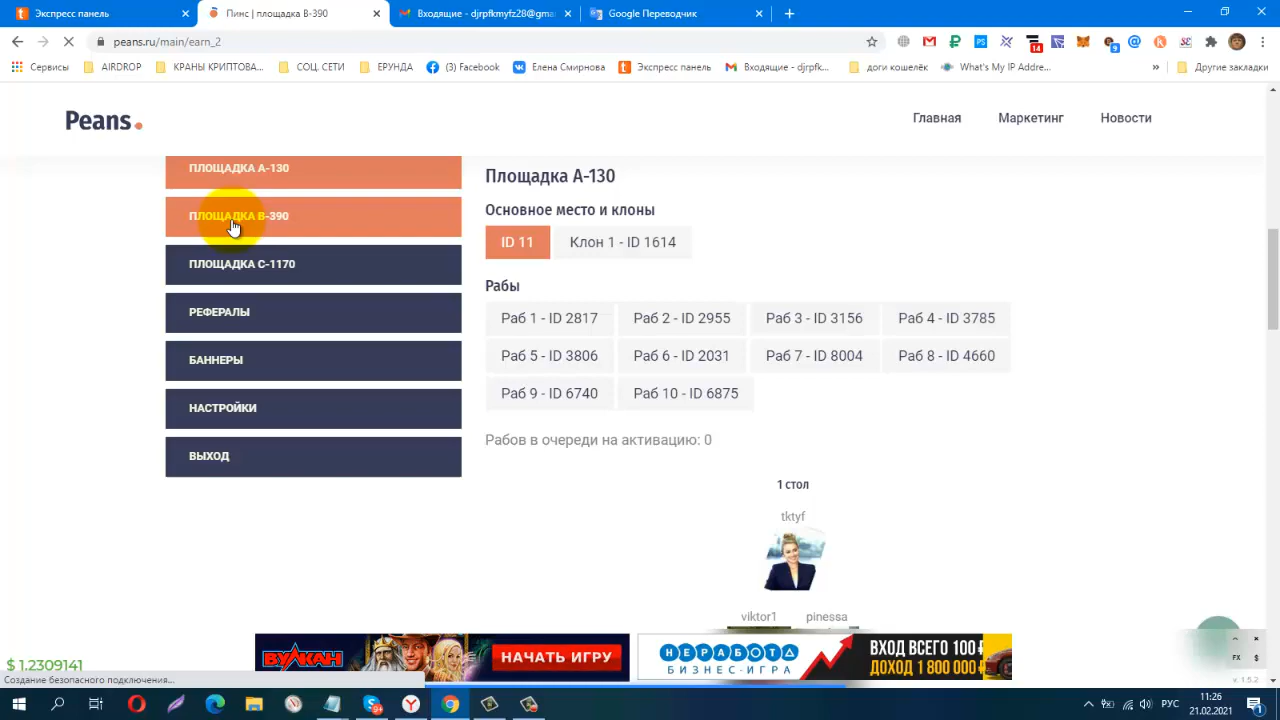 Экспресс панель
Пинс | площадка В-390
Входящие - djrpfkmyfz28@gma
Google Переводчик
peans.ru/main/earn_2
14
9
Сервисы
AIRDROP
КРАНЫ КРИПТОВА...
СОЦ. СЕТИ
ЕРУНДА
(3) Facebook
Елена Смирнова
Экспресс панель
Входящие - djrpfk...
доги кошелёк
What's My IP Addre...
»
Другие закладки
Peans.
Главная
Маркетинг
Новости
ПЛОЩАДКА A-130
ПЛОЩАДКА B-390
ПЛОЩАДКА C-1170
РЕФЕРАЛЫ
БАННЕРЫ
НАСТРОЙКИ
ВЫХОД
Площадка A-130
Основное место и клоны
ID 11
Клон 1 - ID 1614
Рабы
Раб 1 - ID 2817
Раб 2 - ID 2955
Раб 3 - ID 3156
Раб 4 - ID 3785
Раб 5 - ID 3806
Раб 6 - ID 2031
Раб 7 - ID 8004
Раб 8 - ID 4660
Раб 9 - ID 6740
Раб 10 - ID 6875
Рабов в очереди на активацию: 0
1 стол
tktyf
viktor1
pinessa
ВУЛКАН
НАЧАТЬ ИГРУ
НЕРАБОТА
БИЗНЕС-ИГРА
ВХОД ВСЕГО 100 ₽
ДОХОД 1 800 000 ₽
$ 1.2309141
FX
$
v. 1.5.2
Создание безопасного подключения...
РУС
11:26
21.02.2021